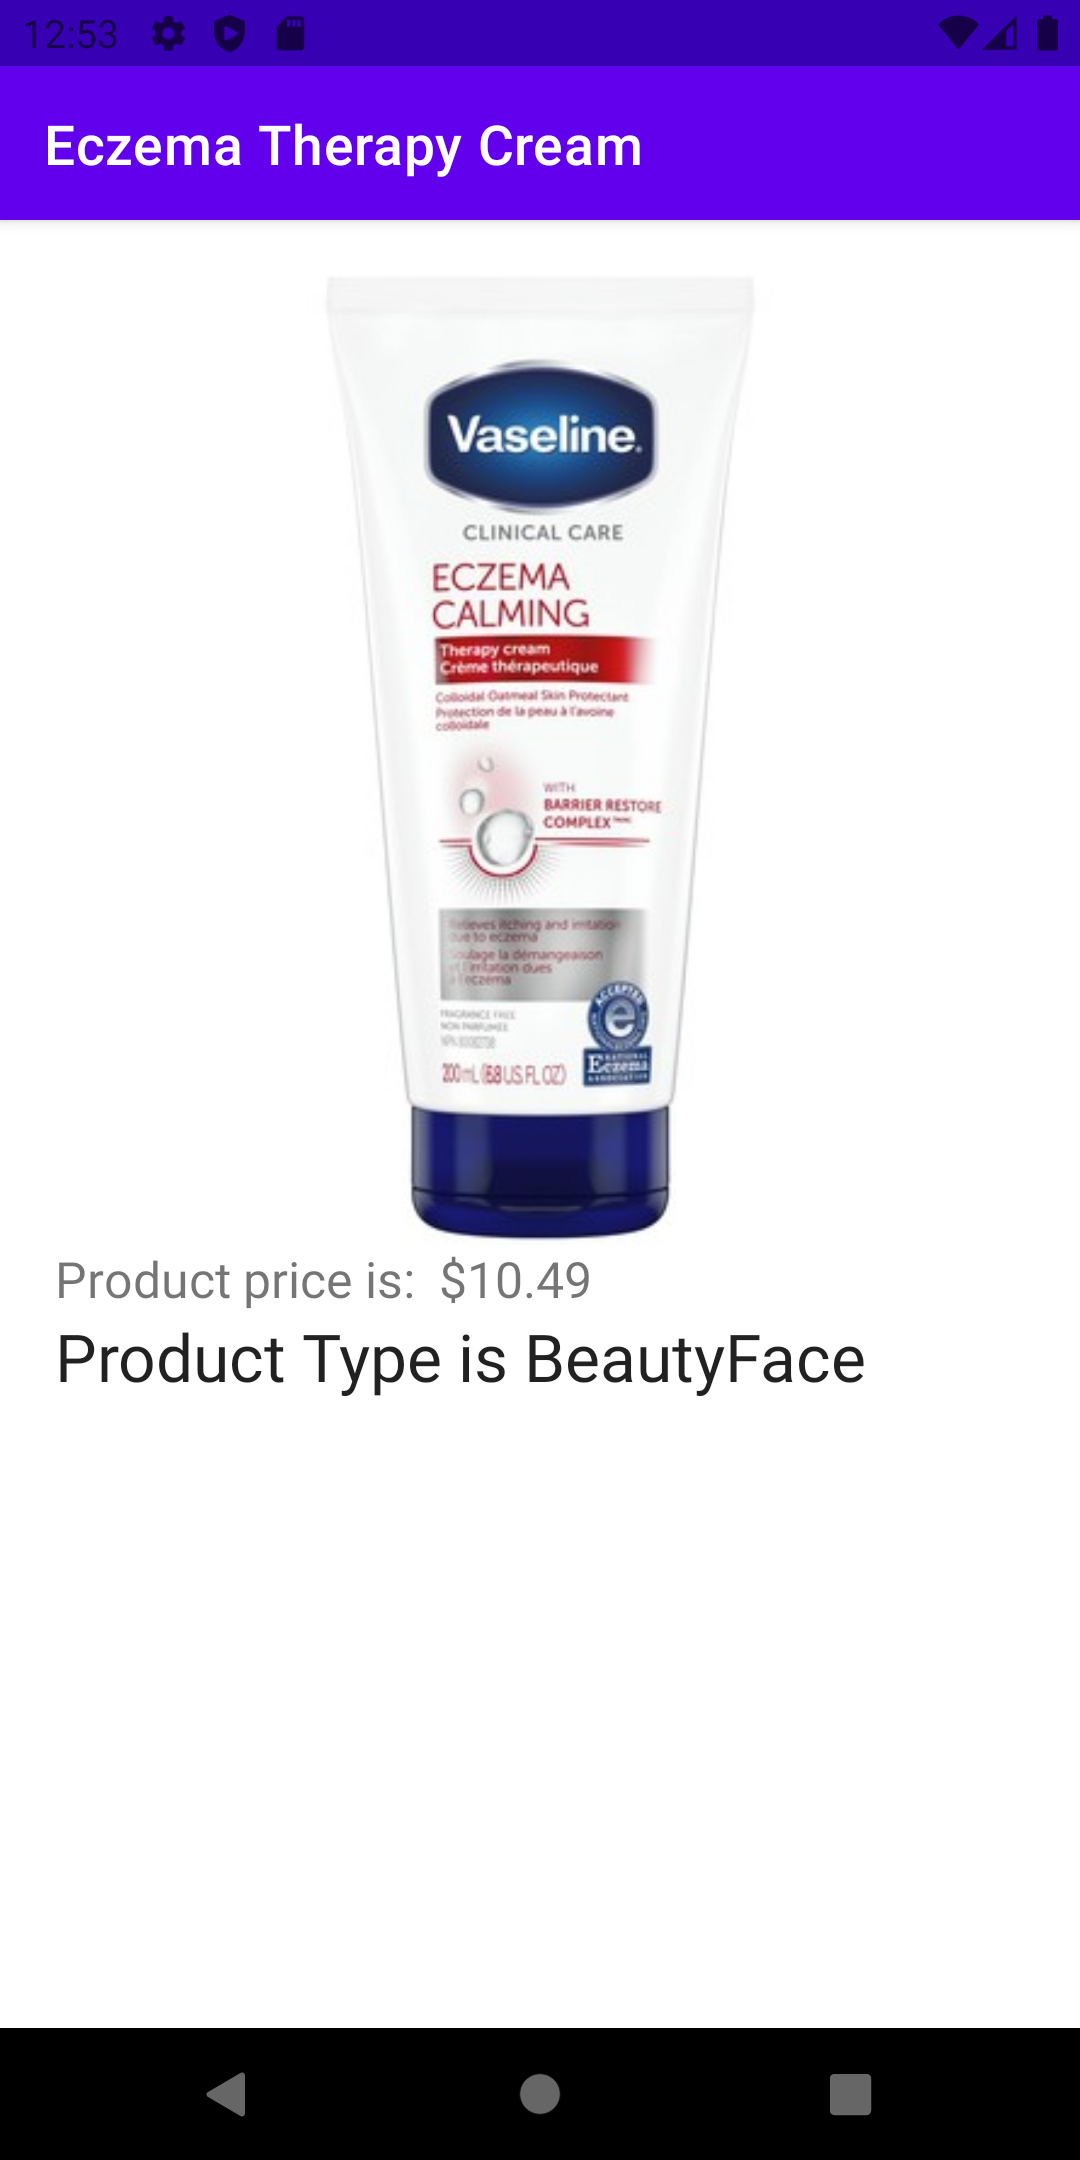 12:53
Eczema Therapy Cream
Vaseline.
CLINICAL CARE
ECZEMA
CALMING
Therapy cream
Crème thérapeutique
Colloidal Oatmeal Skin Protectant
Protection de la peau à l'avoine
colloïdale
WITH
BARRIER RESTORE
COMPLEX
Relieves itching and irritation
due to eczema
Soulage la démangeaison
et l'irritation dues
à l'eczéma
FRAGRANCE FREE
NON PARFUMÉE
200 mL (6.8 US FL OZ)
ACCEPTED
e
NATIONAL
Eczema
ASSOCIATION
Product price is: $10.49
Product Type is BeautyFace